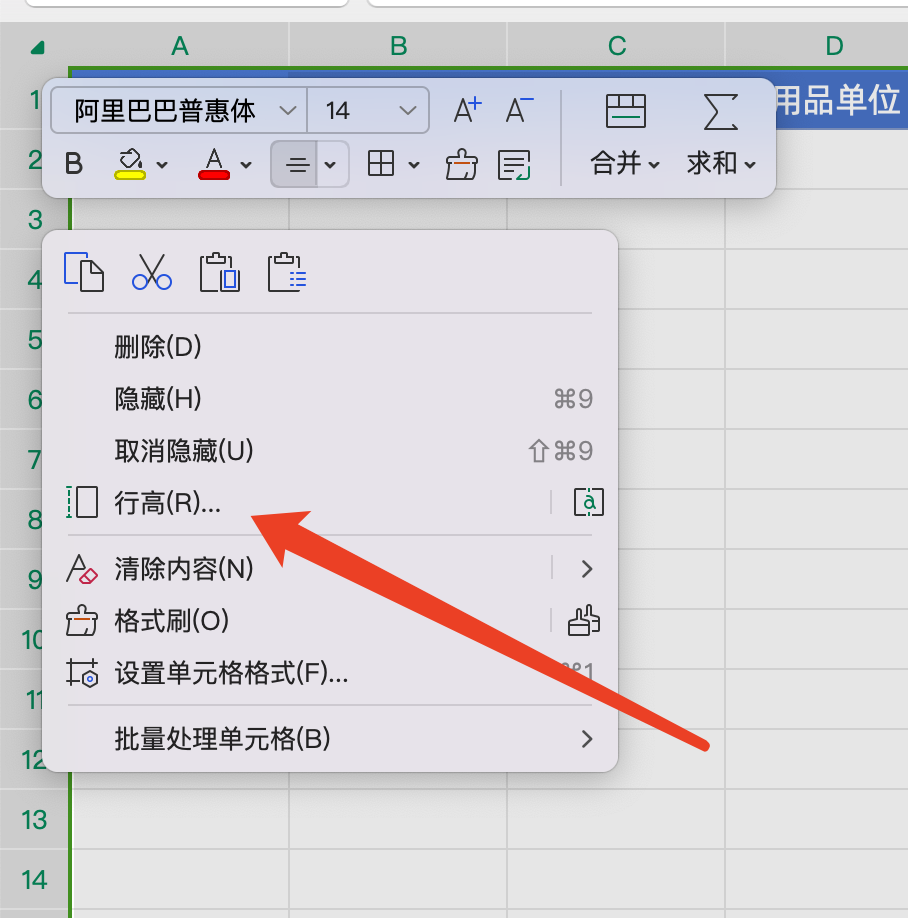 A B C D
1 用品单位
阿里巴巴普惠体 14 A+ A−
B A 合并 求和
2
3
4
删除(D)
5
隐藏(H) ⌘9
6
取消隐藏(U) ⇧⌘9
7
行高(R)... a
8
清除内容(N)
9
格式刷(O)
10
设置单元格格式(F)... ⌘1
11
批量处理单元格(B)
12
13
14